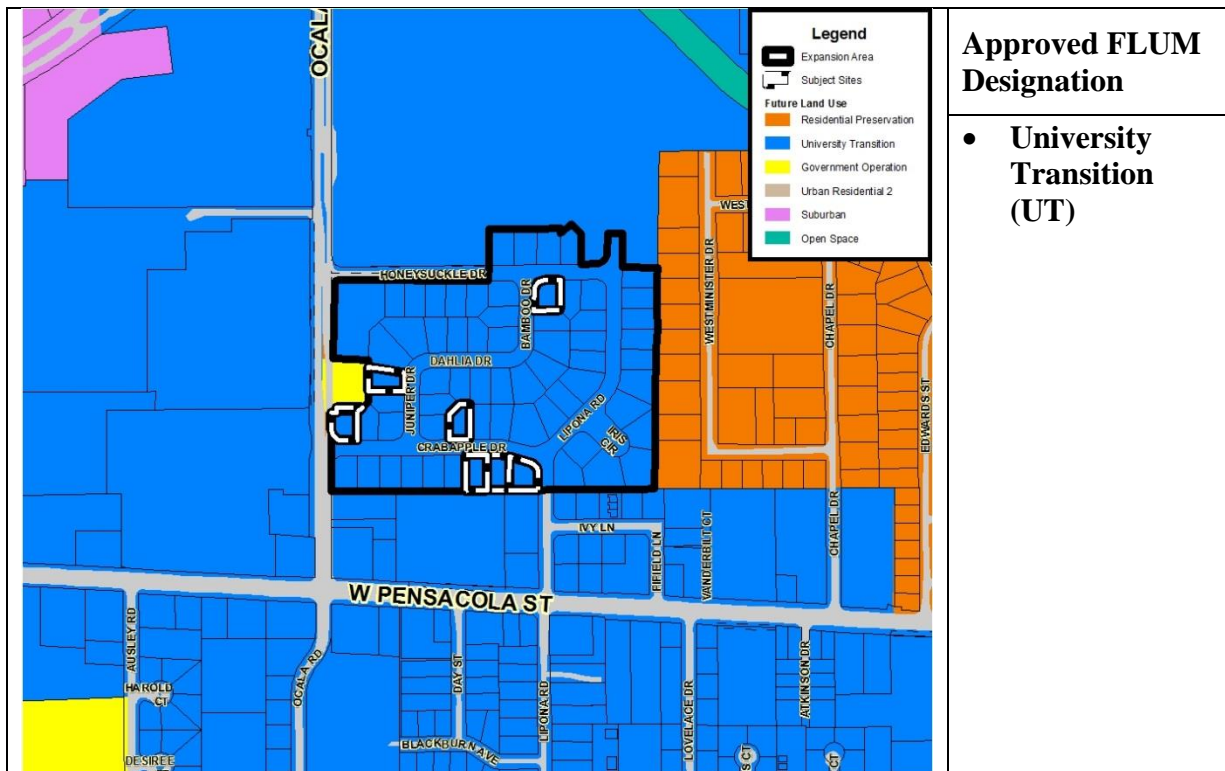 OCALA
Legend
Expansion Area
Subject Sites
Future Land Use
Residential Preservation
University Transition
Government Operation
Urban Residential 2
Suburban
Open Space
Approved FLUM
Designation
• University
Transition
(UT)
WEST
HONEYSUCKLE DR
BAMBOO DR
WESTMINISTER DR
CHAPEL DR
DAHLIA DR
JUNIPER DR
LIPONA RD
IRIS CIR
CRABAPPLE DR
EDWARDS ST
IVY LN
FIFIELD LN
VANDERBILT CT
CHAPEL DR
W PENSACOLA ST
AUSLEY RD
OCALA RD
DAY ST
LIPONA RD
LOVELACE DR
ATKINSON DR
HAROLD
CT
BLACKBURN AVE
DESIREE
S CT
CT